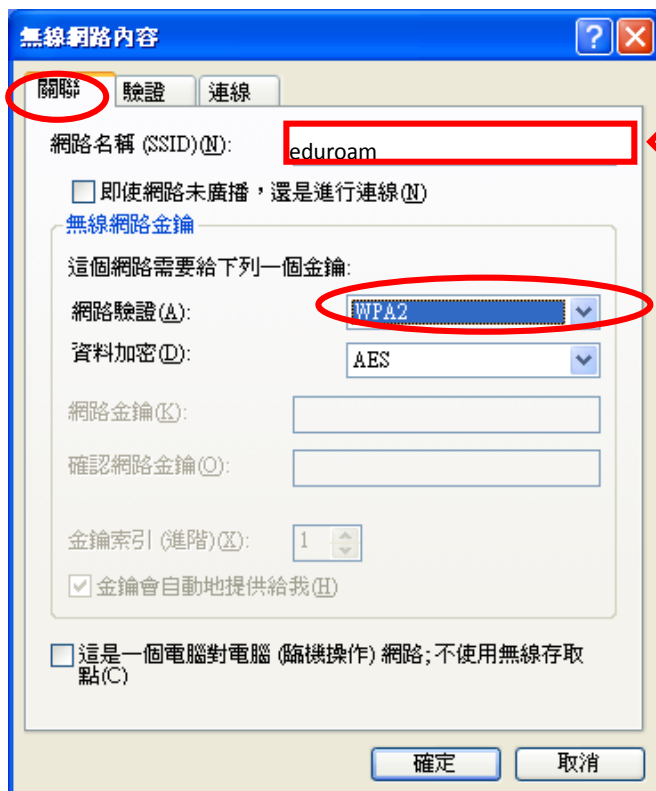 無線網路內容
關聯 驗證 連線
網路名稱 (SSID)(N): eduroam
即使網路未廣播，還是進行連線(N)
無線網路金鑰
這個網路需要給下列一個金鑰:
網路驗證(A): WPA2
資料加密(D): AES
網路金鑰(K):
確認網路金鑰(O):
金鑰索引 (進階)(X): 1
金鑰會自動地提供給我(H)
這是一個電腦對電腦 (臨機操作) 網路;不使用無線存取
點(C)
確定 取消